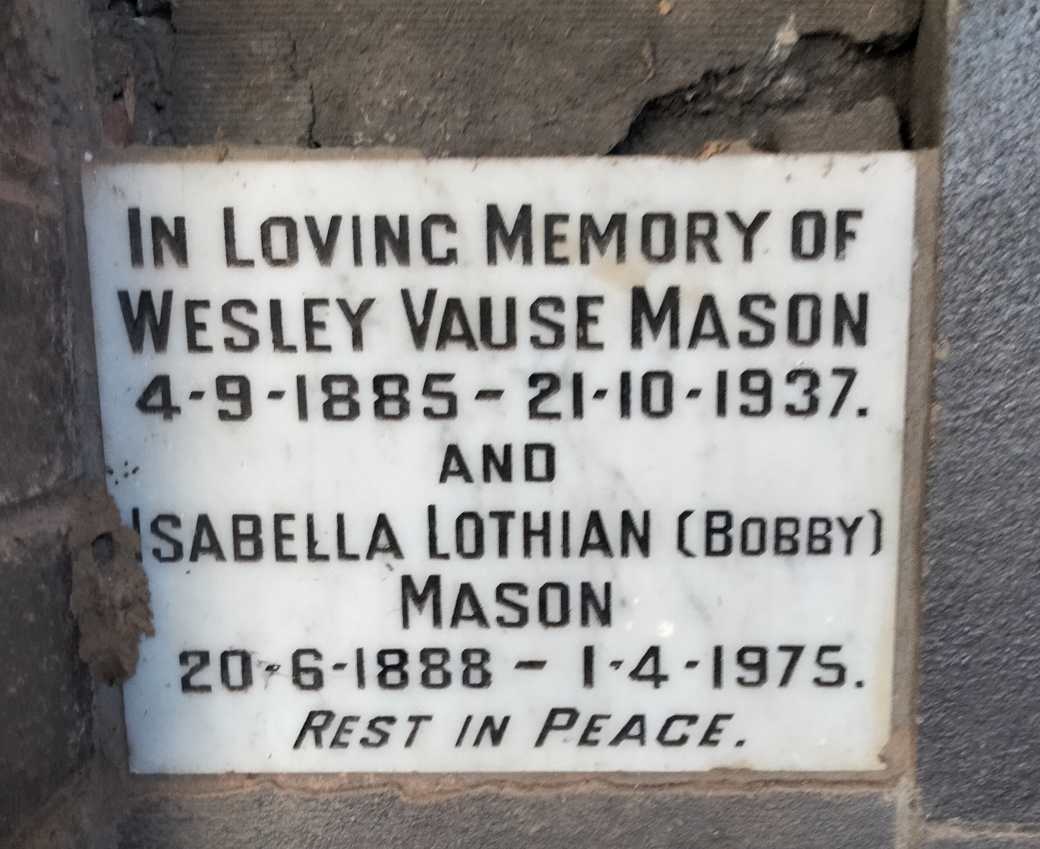 IN LOVING MEMORY OF
WESLEY VAUSE MASON
4-9-1885 - 21-10-1937.
AND
ISABELLA LOTHIAN (BOBBY)
MASON
20-6-1888 - 1-4-1975.
REST IN PEACE.